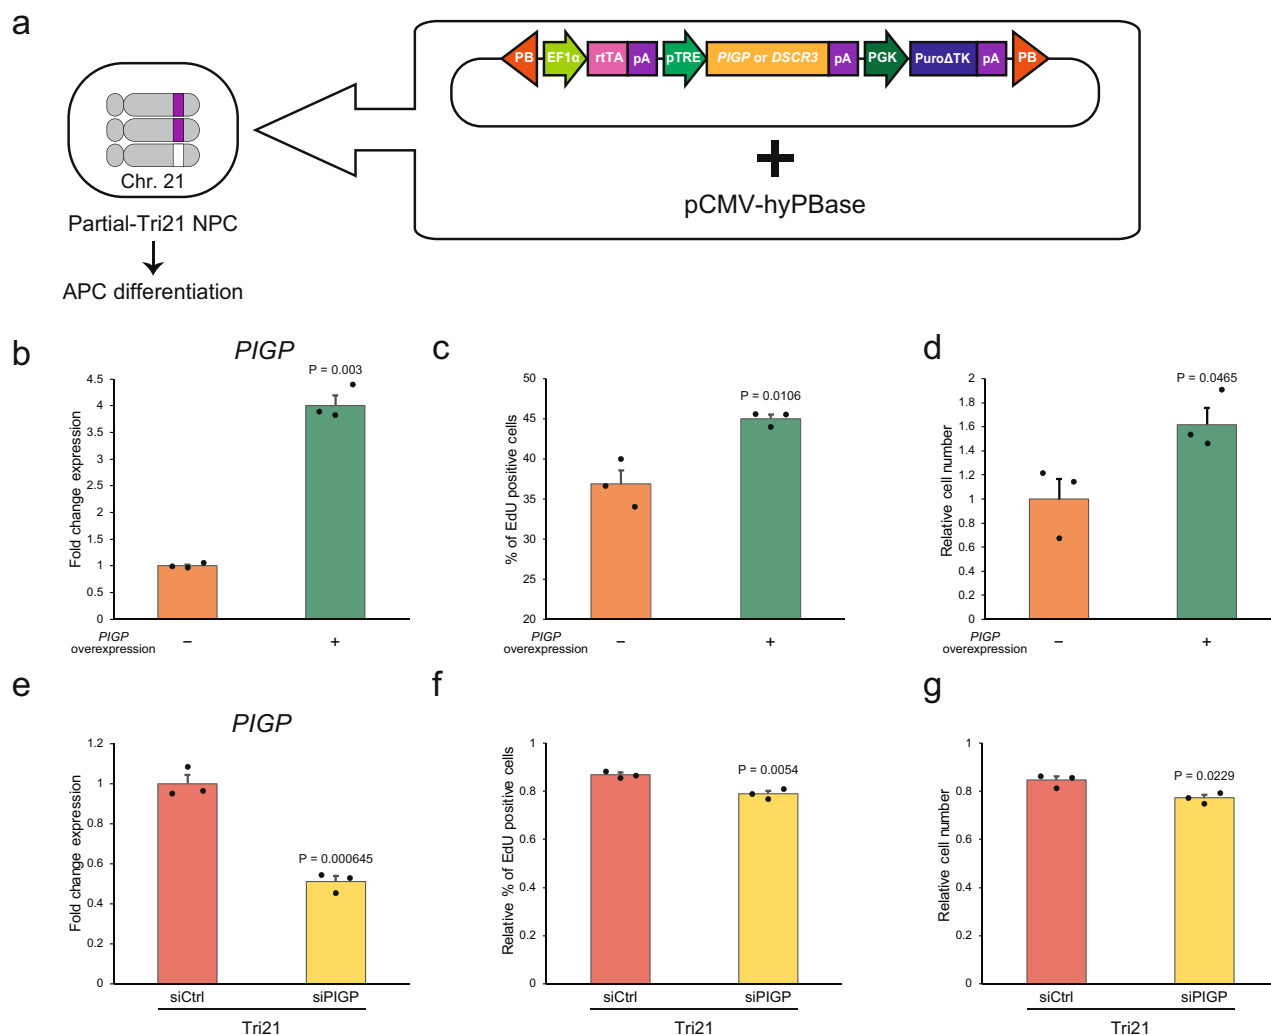 a
PB EF1α rtTA pA pTRE PIGP or DSCR3 pA PGK PuroΔTK pA PB
Chr. 21
+
pCMV-hyPBase
Partial-Tri21 NPC
APC differentiation
b
PIGP
P = 0.003
Fold change expression
4.5
4
3.5
3
2.5
2
1.5
1
0.5
0
PIGP
overexpression
− +
c
P = 0.0106
% of EdU positive cells
50
45
40
35
30
25
20
PIGP
overexpression
− +
d
P = 0.0465
Relative cell number
2
1.8
1.6
1.4
1.2
1
0.8
0.6
0.4
0.2
0
PIGP
overexpression
− +
e
PIGP
P = 0.000645
Fold change expression
1.2
1
0.8
0.6
0.4
0.2
0
siCtrl siPIGP
Tri21
f
P = 0.0054
Relative % of EdU positive cells
1
0.8
0.6
0.4
0.2
0
siCtrl siPIGP
Tri21
g
P = 0.0229
Relative cell number
1
0.8
0.6
0.4
0.2
0
siCtrl siPIGP
Tri21